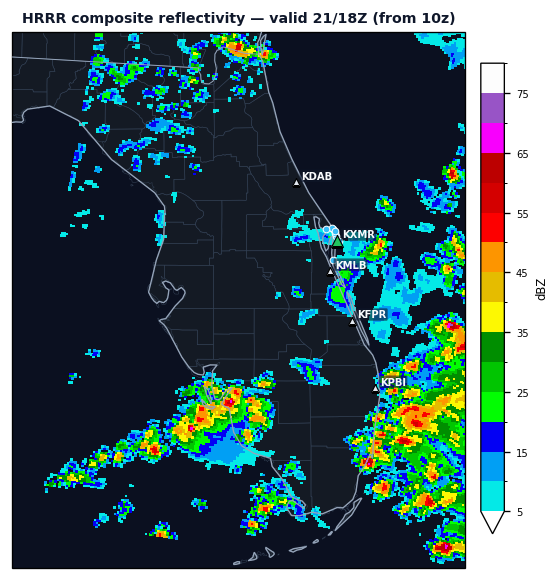 HRRR composite reflectivity — valid 21/18Z (from 10z)
KDAB
KXMR
KMLB
KFPR
KPBI
75
65
55
45
35
25
15
5
dBZ